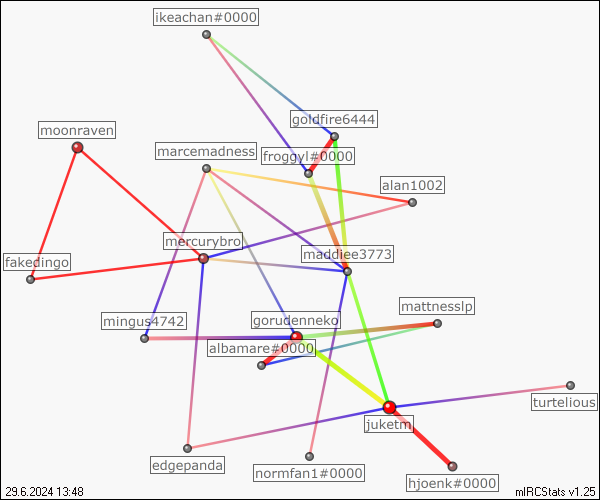 ikeachan#0000
goldfire6444
moonraven
marcemadness
froggyl#0000
alan1002
mercurybro
maddiee3773
fakedingo
mattnesslp
mingus4742
gorudenneko
albamare#0000
turtelious
juketm
edgepanda
normfan1#0000
hjoenk#0000
29.6.2024 13:48
mIRCStats v1.25